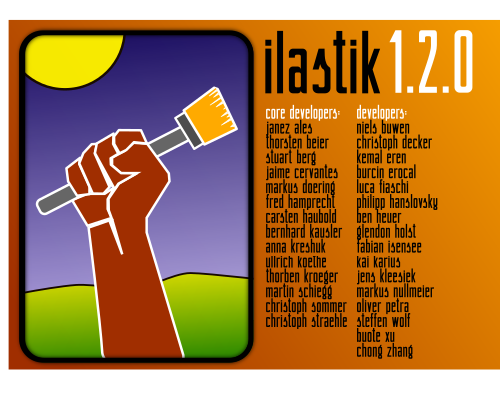 ilastik 1.2.0
core developers:
janez ales
thorsten beier
stuart berg
jaime cervantes
markus doering
fred hamprecht
carsten haubold
bernhard kausler
anna kreshuk
ullrich koethe
thorben kroeger
martin schiegg
christoph sommer
christoph straehle
developers:
niels buwen
christoph decker
kemal eren
burcin erocal
luca fiaschi
philipp hanslovsky
ben heuer
glendon holst
fabian isensee
kai karius
jens kleesiek
markus nullmeier
oliver petra
steffen wolf
buote xu
chong zhang